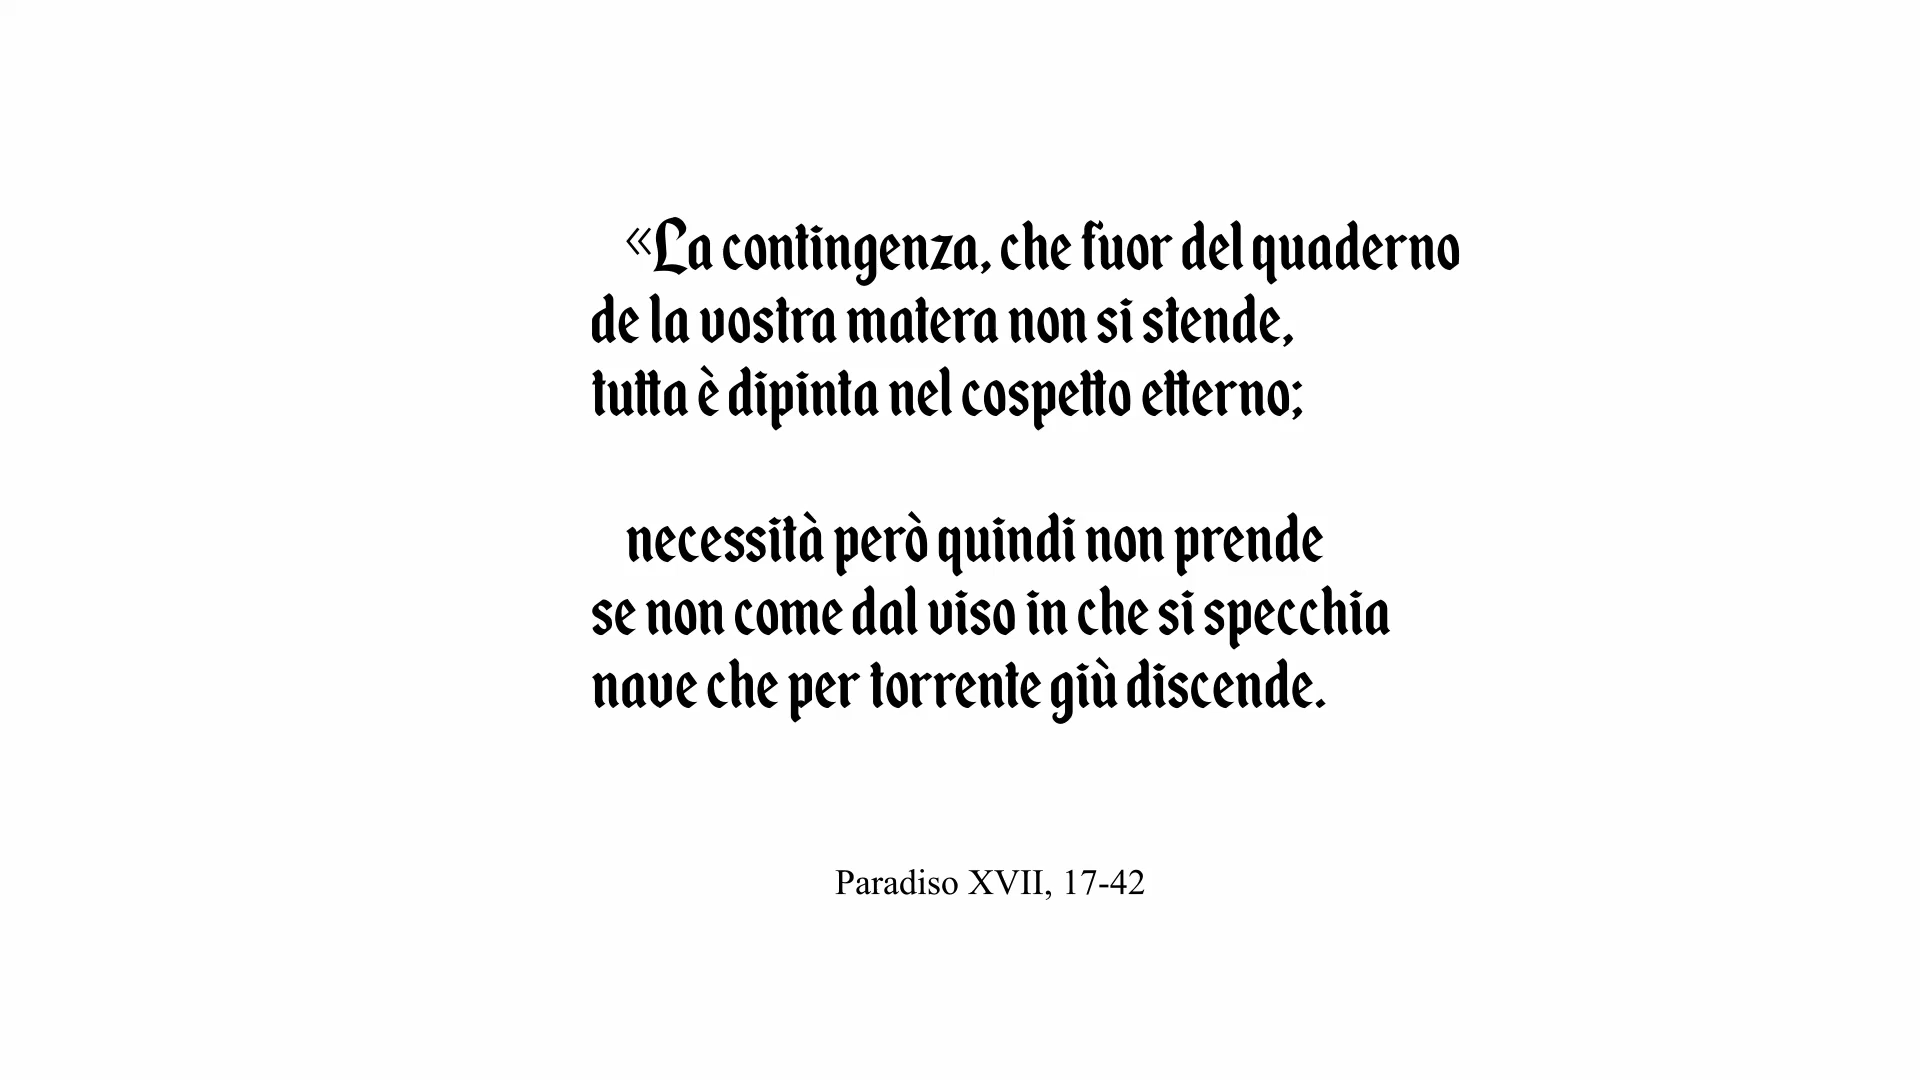 «La contingenza, che fuor del quaderno
de la vostra matera non si stende,
tutta è dipinta nel cospetto etterno;
necessità però quindi non prende
se non come dal viso in che si specchia
nave che per torrente giù discende.
Paradiso XVII, 17-42